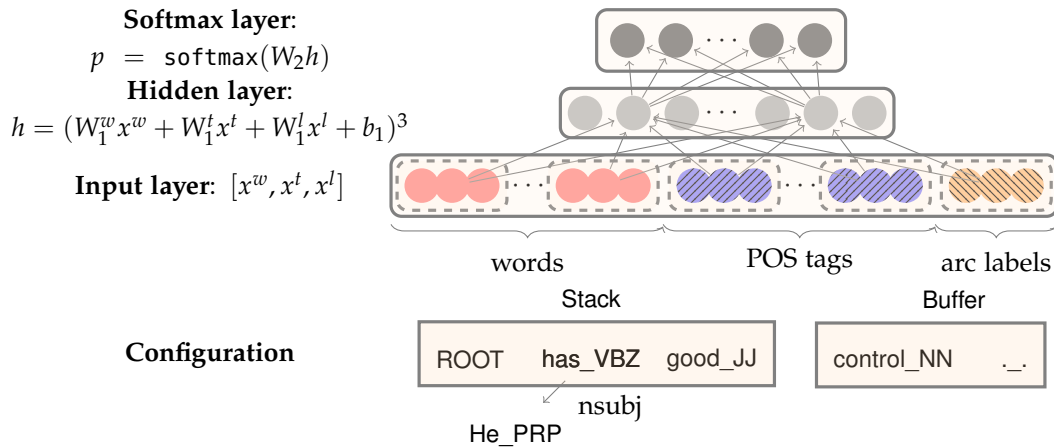 Softmax layer:
p = softmax(W₂h)
Hidden layer:
h = (W₁ʷxʷ + W₁ᵗxᵗ + W₁ˡxˡ + b₁)³
Input layer: [xʷ, xᵗ, xˡ]
··· 
···
··· ···
words POS tags arc labels
Stack Buffer
Configuration ROOT has_VBZ good_JJ control_NN ._.
nsubj
He_PRP